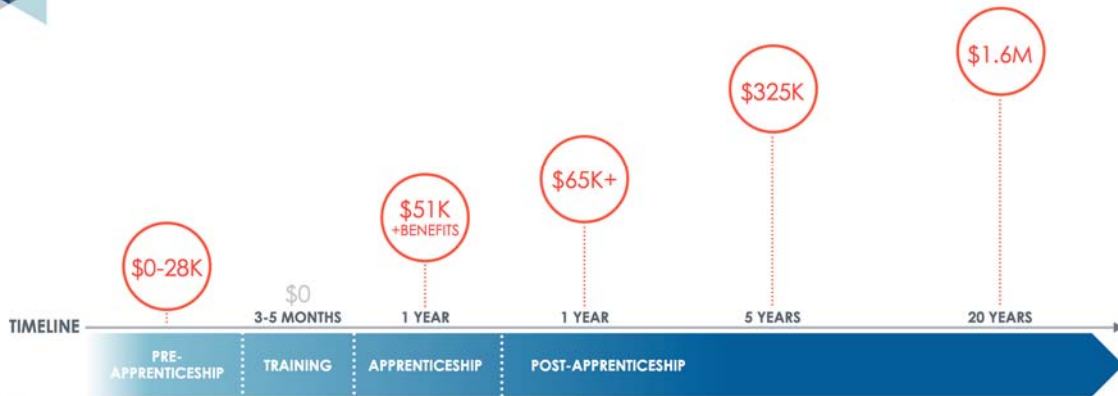 $1.6M
$325K
$65K+
$51K
+BENEFITS
$0-28K
$0
TIMELINE
3-5 MONTHS
1 YEAR
1 YEAR
5 YEARS
20 YEARS
PRE-
APPRENTICESHIP
TRAINING
APPRENTICESHIP
POST-APPRENTICESHIP